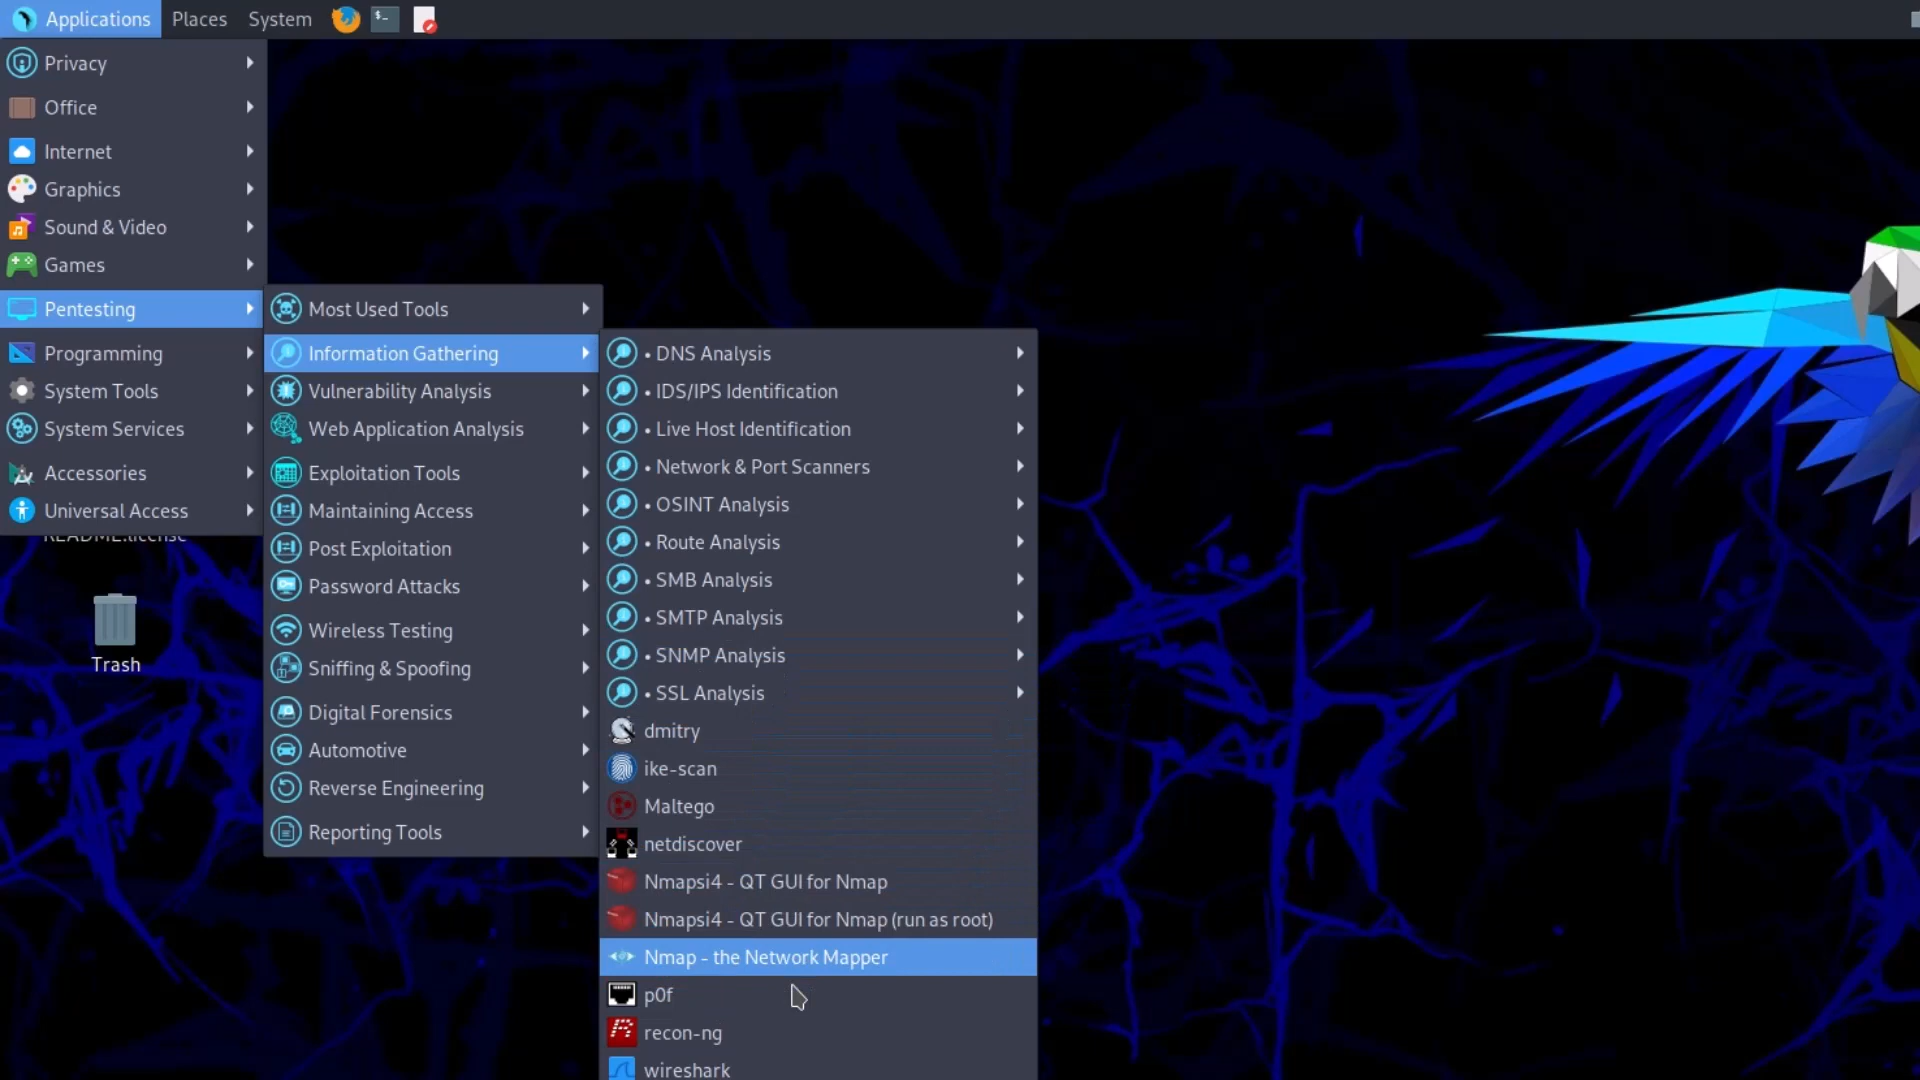 Applications Places System
Privacy
Office
Internet
Graphics
Sound & Video
Games
Pentesting
Programming
System Tools
System Services
Accessories
Universal Access
README.license
Trash
Most Used Tools
Information Gathering
Vulnerability Analysis
Web Application Analysis
Exploitation Tools
Maintaining Access
Post Exploitation
Password Attacks
Wireless Testing
Sniffing & Spoofing
Digital Forensics
Automotive
Reverse Engineering
Reporting Tools
• DNS Analysis
• IDS/IPS Identification
• Live Host Identification
• Network & Port Scanners
• OSINT Analysis
• Route Analysis
• SMB Analysis
• SMTP Analysis
• SNMP Analysis
• SSL Analysis
dmitry
ike-scan
Maltego
netdiscover
Nmapsi4 - QT GUI for Nmap
Nmapsi4 - QT GUI for Nmap (run as root)
Nmap - the Network Mapper
p0f
recon-ng
wireshark